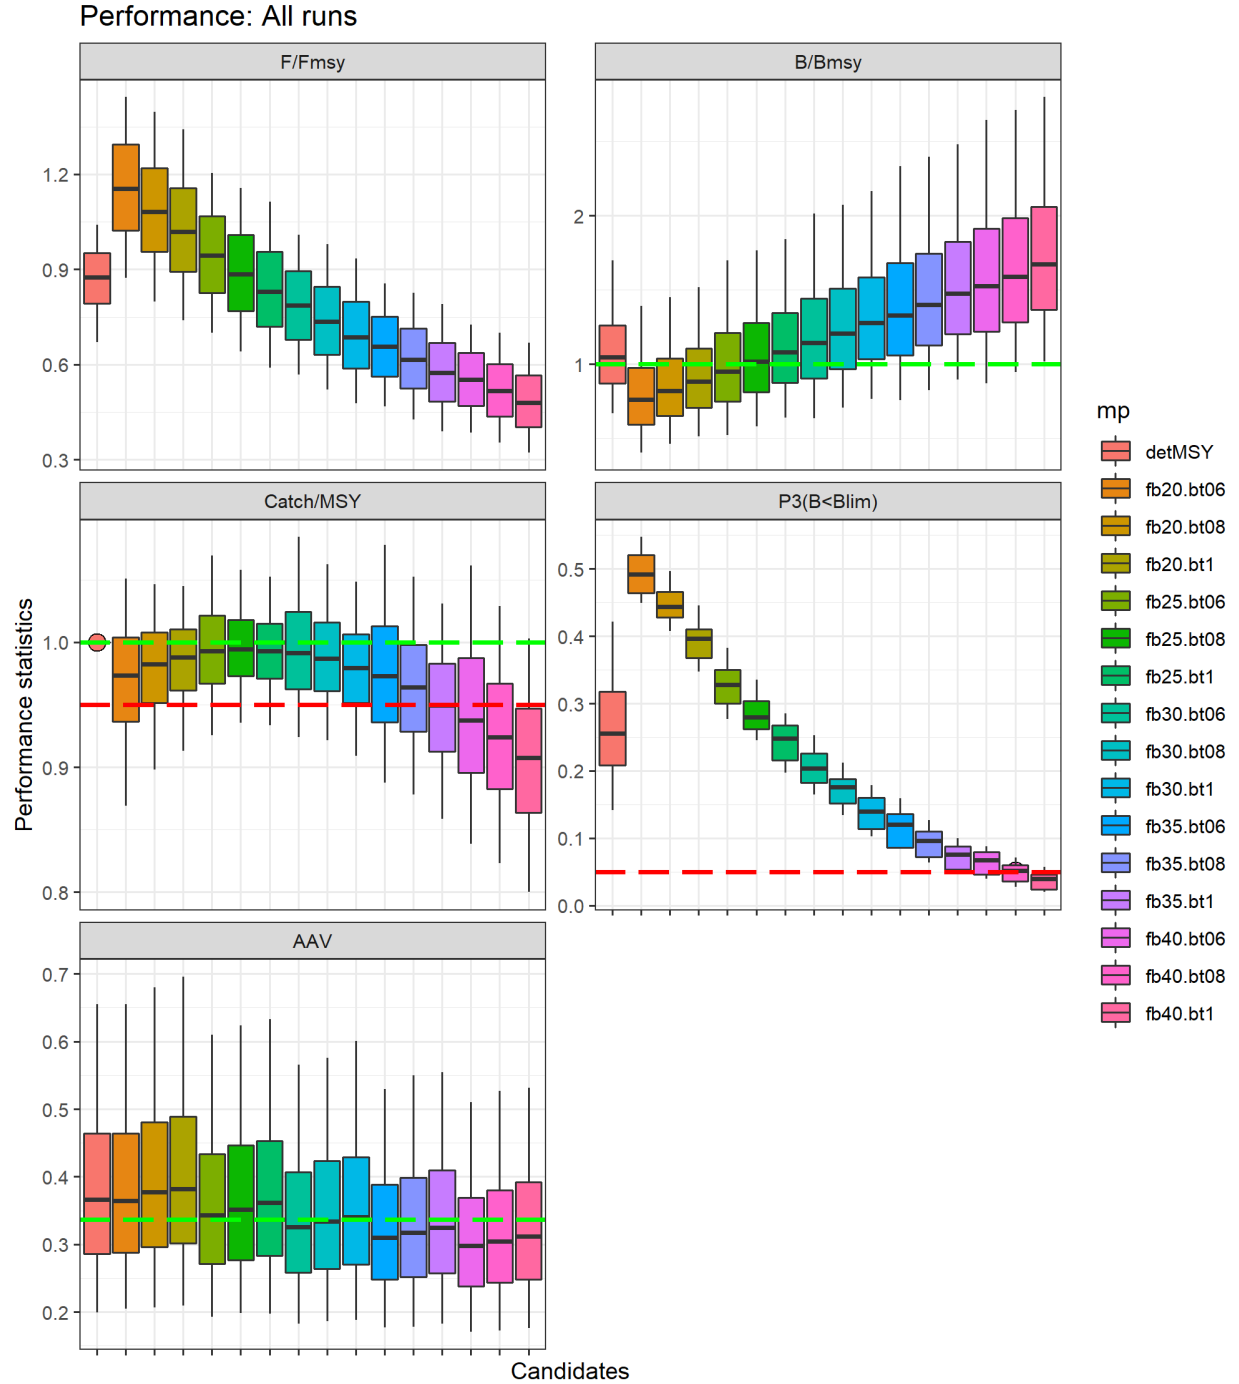 Performance: All runs
F/Fmsy
B/Bmsy
1.2
0.9
0.6
0.3
2
1
Catch/MSY
P3(B<Blim)
1.0
0.9
0.8
0.5
0.4
0.3
0.2
0.1
0.0
AAV
0.7
0.6
0.5
0.4
0.3
0.2
Performance statistics
Candidates
mp
detMSY
fb20.bt06
fb20.bt08
fb20.bt1
fb25.bt06
fb25.bt08
fb25.bt1
fb30.bt06
fb30.bt08
fb30.bt1
fb35.bt06
fb35.bt08
fb35.bt1
fb40.bt06
fb40.bt08
fb40.bt1